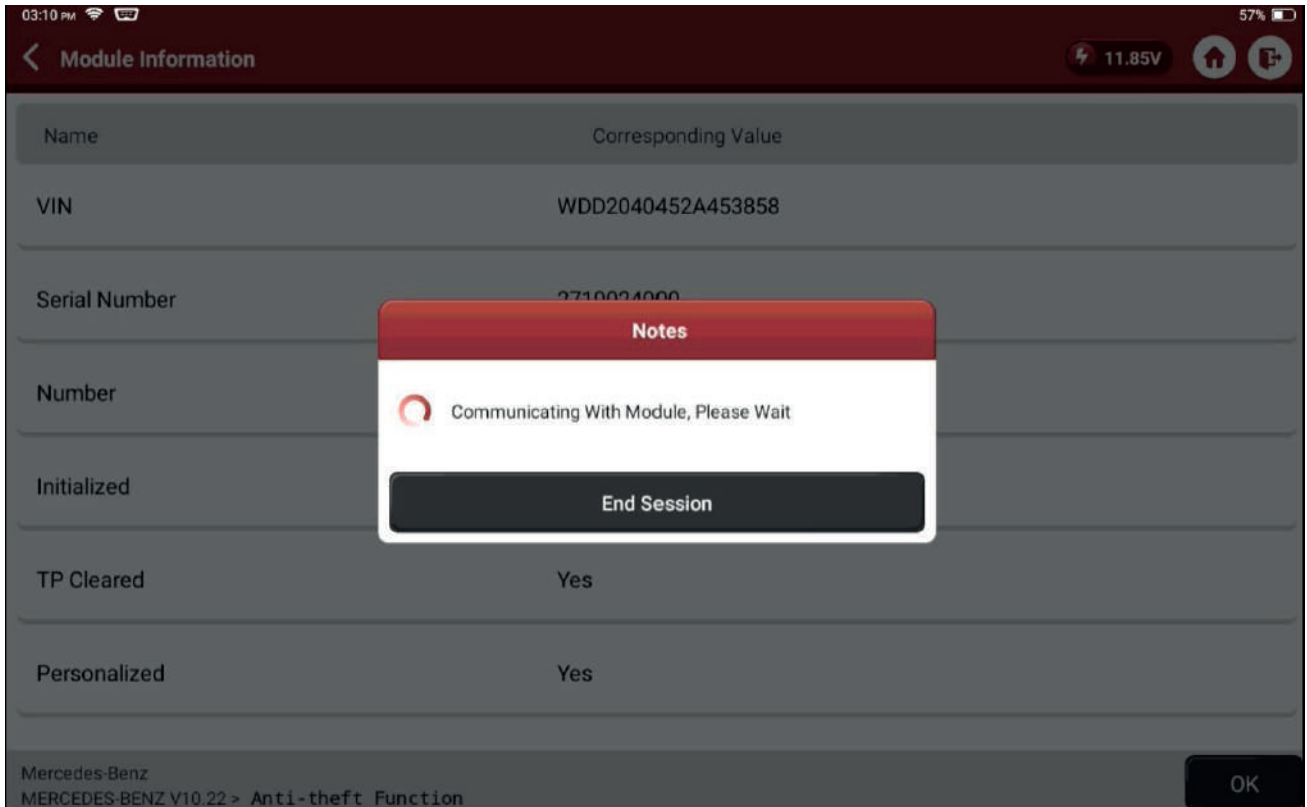 03:10 PM
57%
Module Information
11.85V
Name Corresponding Value
VIN WDD2040452A453858
Serial Number
Notes
Number
Communicating With Module, Please Wait
Initialized
End Session
TP Cleared Yes
Personalized Yes
Mercedes-Benz
OK
MERCEDES-BENZ V10.22 > Anti-theft Function